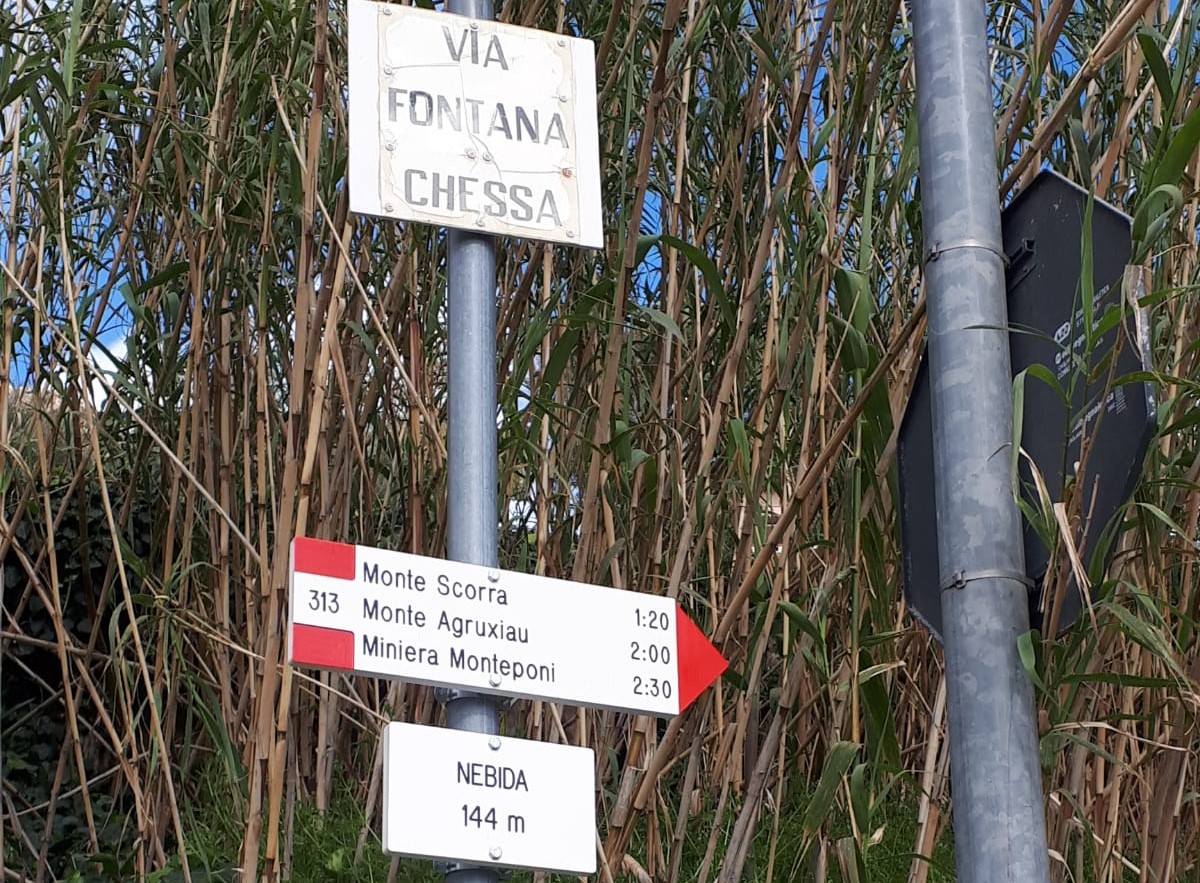 VIA
FONTANA
CHESSA
Monte Scorra 1:20
313 Monte Agruxiau 2:00
Miniera Monteponi 2:30
NEBIDA
144 m